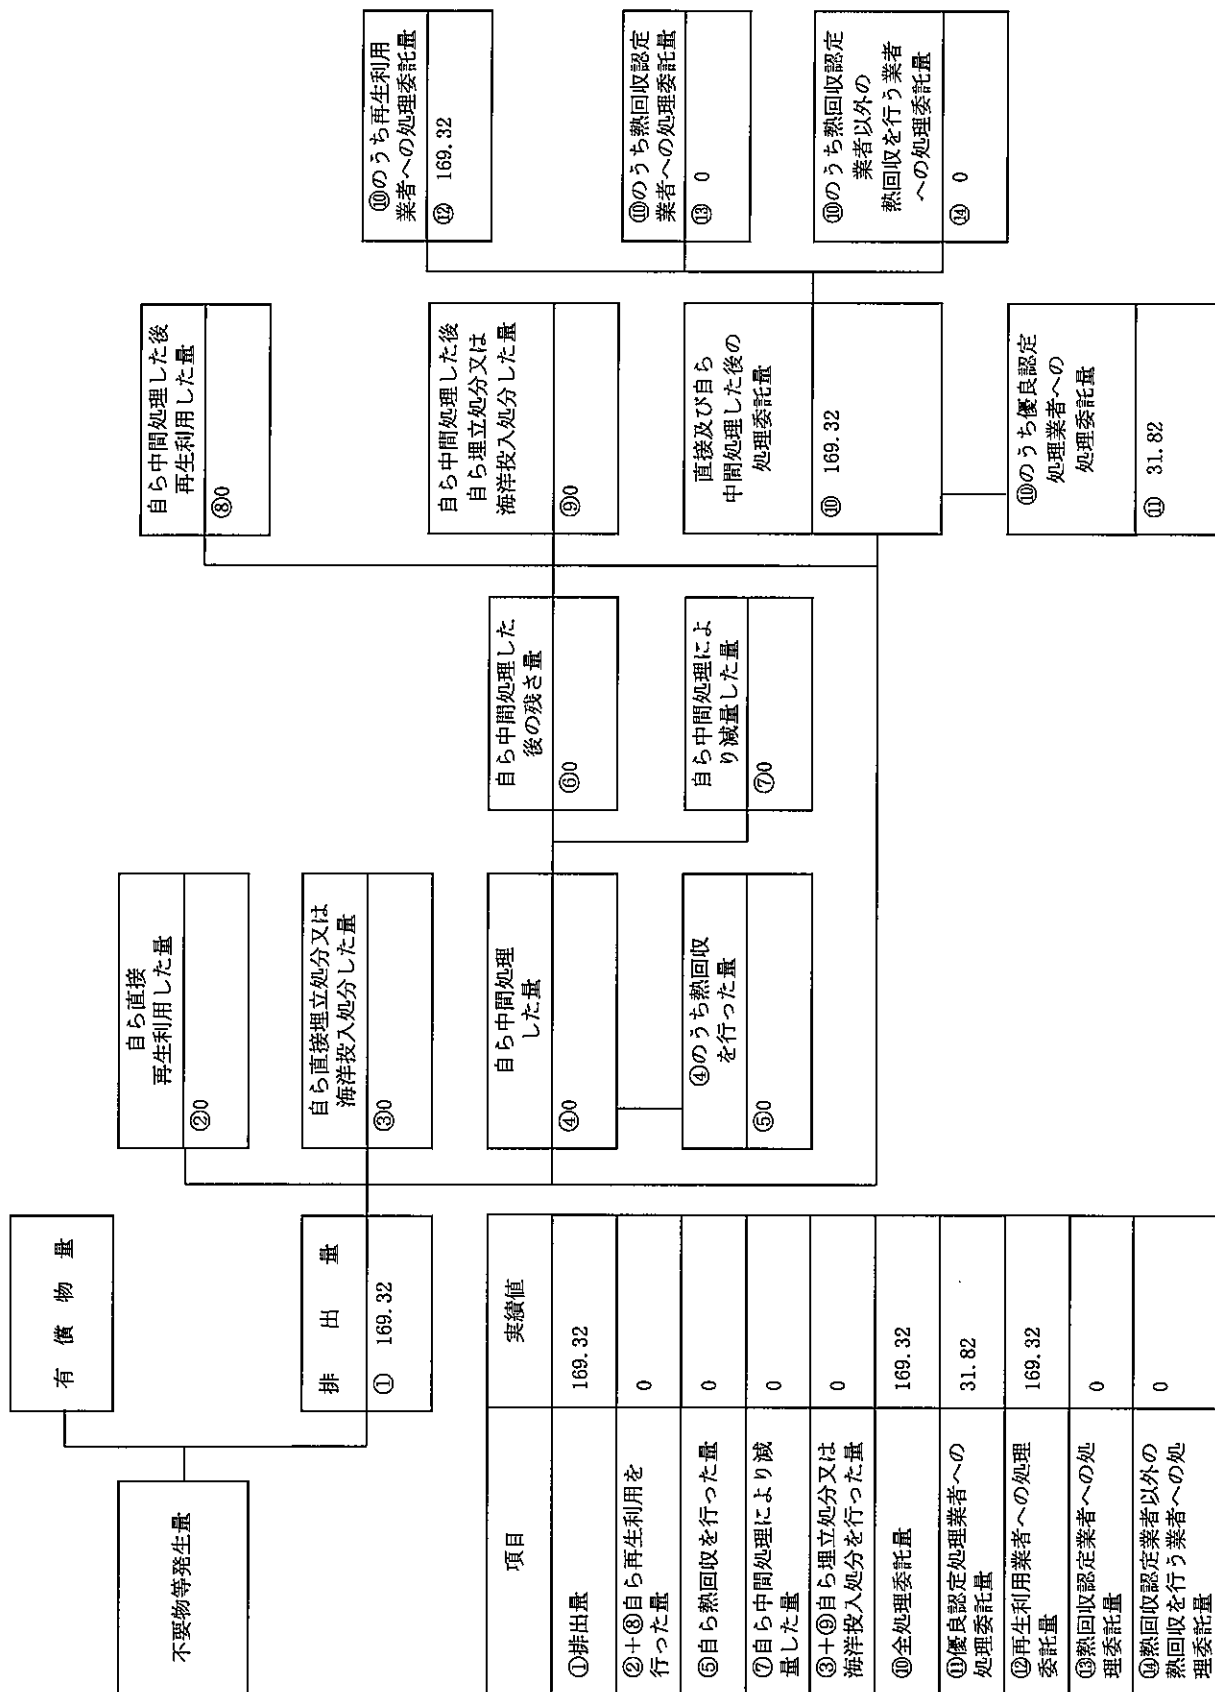 不要物等発生量
有償物量
排出量
① 169.32
自ら直接
再生利用した量
②0
自ら直接埋立処分又は
海洋投入処分した量
③0
自ら中間処理
した量
④0
④のうち熱回収
を行った量
⑤0
自ら中間処理した
後の残さ量
⑥0
自ら中間処理によ
り減量した量
⑦0
自ら中間処理した後
再生利用した量
⑧0
自ら中間処理した後
自ら埋立処分又は
海洋投入処分した量
⑨0
直接及び自ら
中間処理した後の
処理委託量
⑩ 169.32
⑩のうち優良認定
処理業者への
処理委託量
⑪ 31.82
⑩のうち再生利用
業者への処理委託量
⑫ 169.32
⑩のうち熱回収認定
業者への処理委託量
⑬ 0
⑩のうち熱回収認定
業者以外の
熱回収を行う業者
への処理委託量
⑭ 0
項目 実績値
①排出量 169.32
②+⑧自ら再生利用を
行った量 0
⑤自ら熱回収を行った量 0
⑦自ら中間処理により減
量した量 0
③+⑨自ら埋立処分又は
海洋投入処分を行った量 0
⑩全処理委託量 169.32
⑪優良認定処理業者への
処理委託量 31.82
⑫再生利用業者への処理
委託量 169.32
⑬熱回収認定業者への処
理委託量 0
⑭熱回収認定業者以外の
熱回収を行う業者への処
理委託量 0